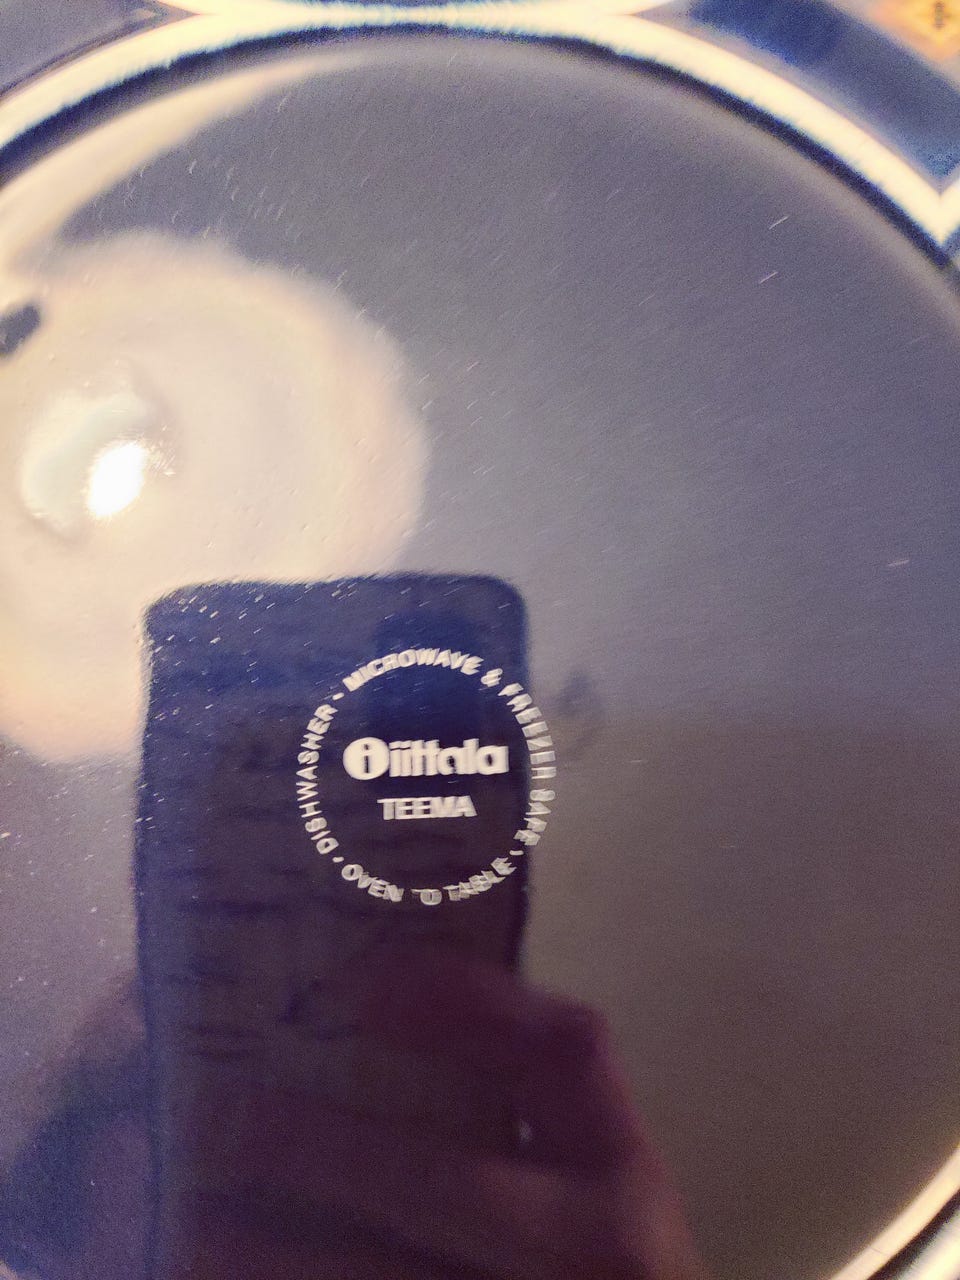 MICROWAVE & FREEZER SAFE • OVEN TO TABLE • DISHWASHER •
i iittala
TEEMA